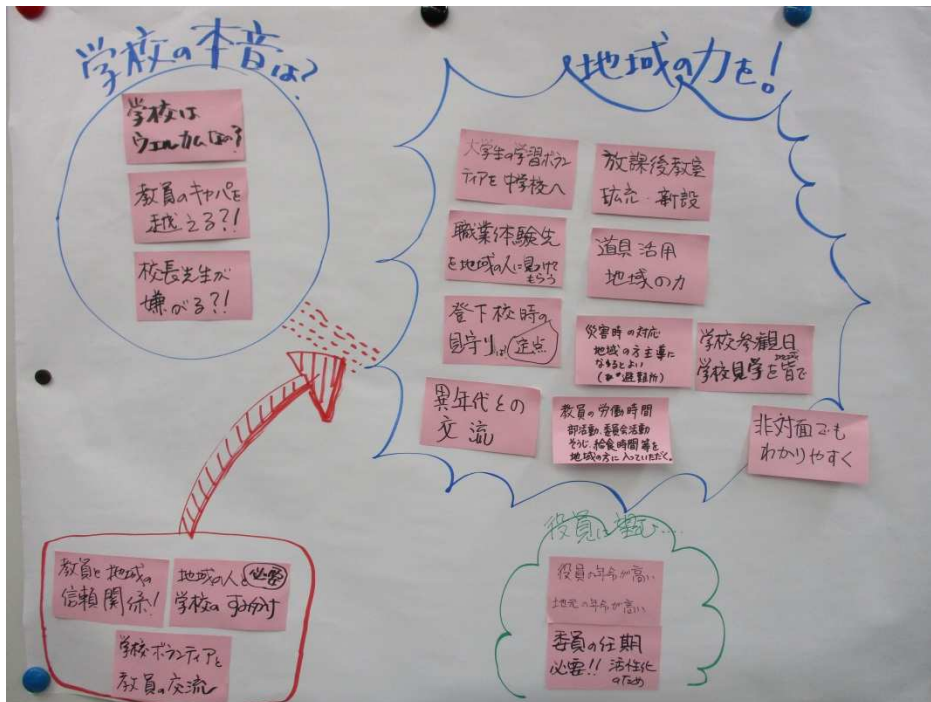 学校の本音は?
学校は
ウェルカムなの?
教員のキャパを
越える?!
校長先生が
嫌がる?!
地域の力を!
大学生の学習ボラン
ティアを中学校へ
放課後教室
拡充・新設
職業体験先
を地域の人に見つけて
もらう
道具活用
地域の力
登下校時の
見守りは定点
災害時の対応
地域の方主導に
なるとよい
避難所)
学校参観日
学校見学を皆で
地域
異年代との
交流
教員の労働時間
部活動、委員会活動
そうじ、給食時間等を
地域の方に入っていただく。
非対面でも
わかりやすく
教員と地域の
信頼関係!
地域の人と必要
学校のすみ分け
学校ボランティアと
教員の交流
役員は
役員の年令が高い
地元の年令が高い
委員の任期
必要!! 活性化
のため